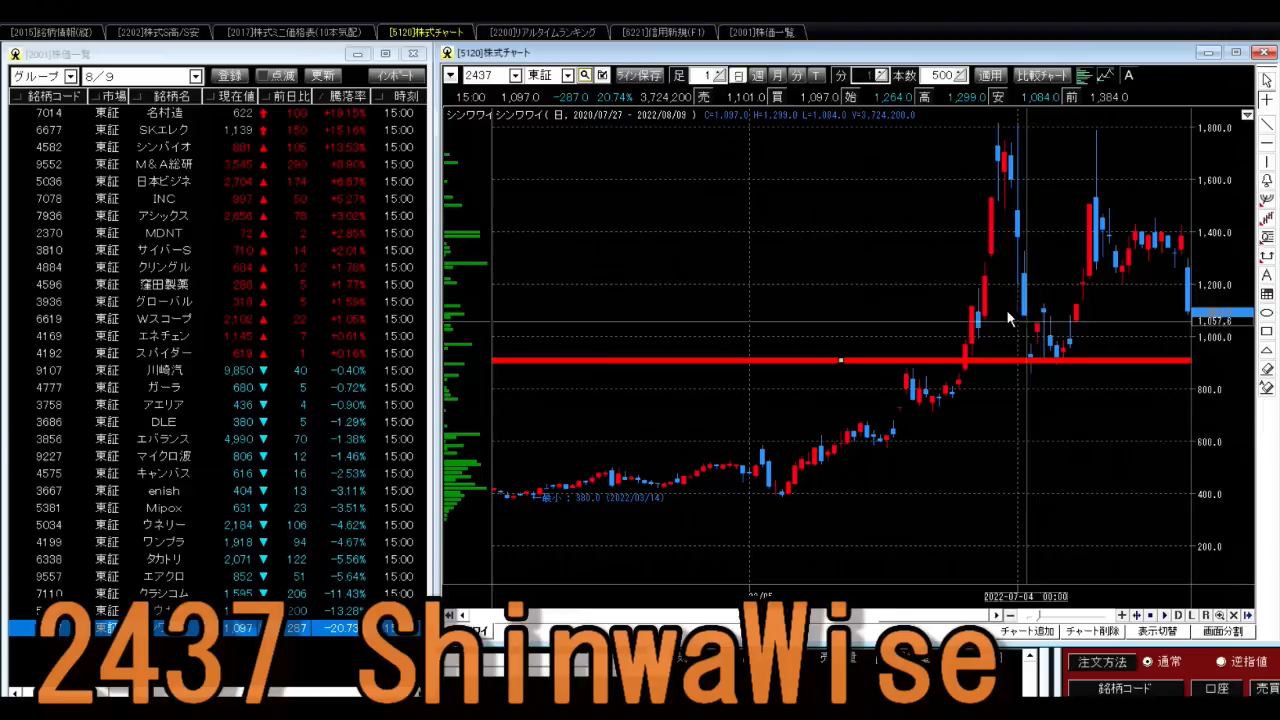 [2015]銘柄情報(縦) [2202]株式S高/S安 [2017]株式ミニ価格表(10本気配) [5120]株式チャート [2200]リアルタイムランキング [6221]信用新規(F1) [2001]株価一覧
[2001]株価一覧
グループ 8/9 登録 点滅 更新 インポート
銘柄コード 市場 銘柄名 現在値 前日比 騰落率 時刻
7014 東証 名村造 622 100 +19.15% 15:00
6677 東証 SKエレク 1,139 150 +15.16% 15:00
4582 東証 シンバイオ 881 105 +13.53% 15:00
9552 東証 M&A総研 3,545 290 +8.90% 15:00
5036 東証 日本ビジネ 2,704 174 +6.87% 15:00
7078 東証 INC 997 50 +5.27% 15:00
7936 東証 アシックス 2,656 78 +3.02% 15:00
2370 東証 MDNT 72 2 +2.85% 15:00
3810 東証 サイバーS 710 14 +2.01% 15:00
4884 東証 クリングル 684 12 +1.78% 15:00
4596 東証 窪田製薬 286 5 +1.77% 15:00
3936 東証 グローバル 318 5 +1.59% 15:00
6619 東証 Wスコープ 2,102 22 +1.05% 15:00
4169 東証 エネチェン 1,145 7 +0.61% 15:00
4192 東証 スパイダー 619 1 +0.16% 15:00
9107 東証 川崎汽 9,850 40 -0.40% 15:00
4777 東証 ガーラ 680 5 -0.72% 15:00
3758 東証 アエリア 436 4 -0.90% 15:00
3686 東証 DLE 380 5 -1.29% 15:00
3856 東証 エバランス 4,990 70 -1.38% 15:00
9227 東証 マイクロ波 806 12 -1.46% 15:00
4575 東証 キャンバス 616 16 -2.53% 15:00
3667 東証 enish 404 13 -3.11% 15:00
5381 東証 Mipox 631 23 -3.51% 15:00
5034 東証 ウネリー 2,184 106 -4.62% 15:00
4199 東証 ワンプラ 1,918 94 -4.67% 15:00
6338 東証 タカトリ 2,071 122 -5.56% 15:00
9557 東証 エアクロ 852 51 -5.64% 15:00
クラシコム 1,595 206 -11.43% 15:00
200 -13.28%
1,097 287 -20.73
[5120]株式チャート
2437 東証 ライン保存 足 1 日 週 月 分 T 分 1 本数 500 適用 比較チャート A
15:00 1,097.0 -287.0 20.74% 3,724,200 売 1,101.0 買 1,097.0 始 1,264.0 高 1,299.0 安 1,084.0 前 1,384.0
シンワワイ シンワワイ( 日, 2020/07/27 - 2022/08/09 ) C=1,097.0 H=1,299.0 L=1,084.0 V=3,724,200.0
1,800.0
1,600.0
1,400.0
1,200.0
1,057.6
1,000.0
800.0
600.0
400.0
200.0
←最小 : 380.0 (2022/03/14)
2022-07-04 00:00
チャート追加 チャート削除 表示切替 画面分割
注文方法 通常 逆指値
銘柄コード 口座
2437 ShinwaWise